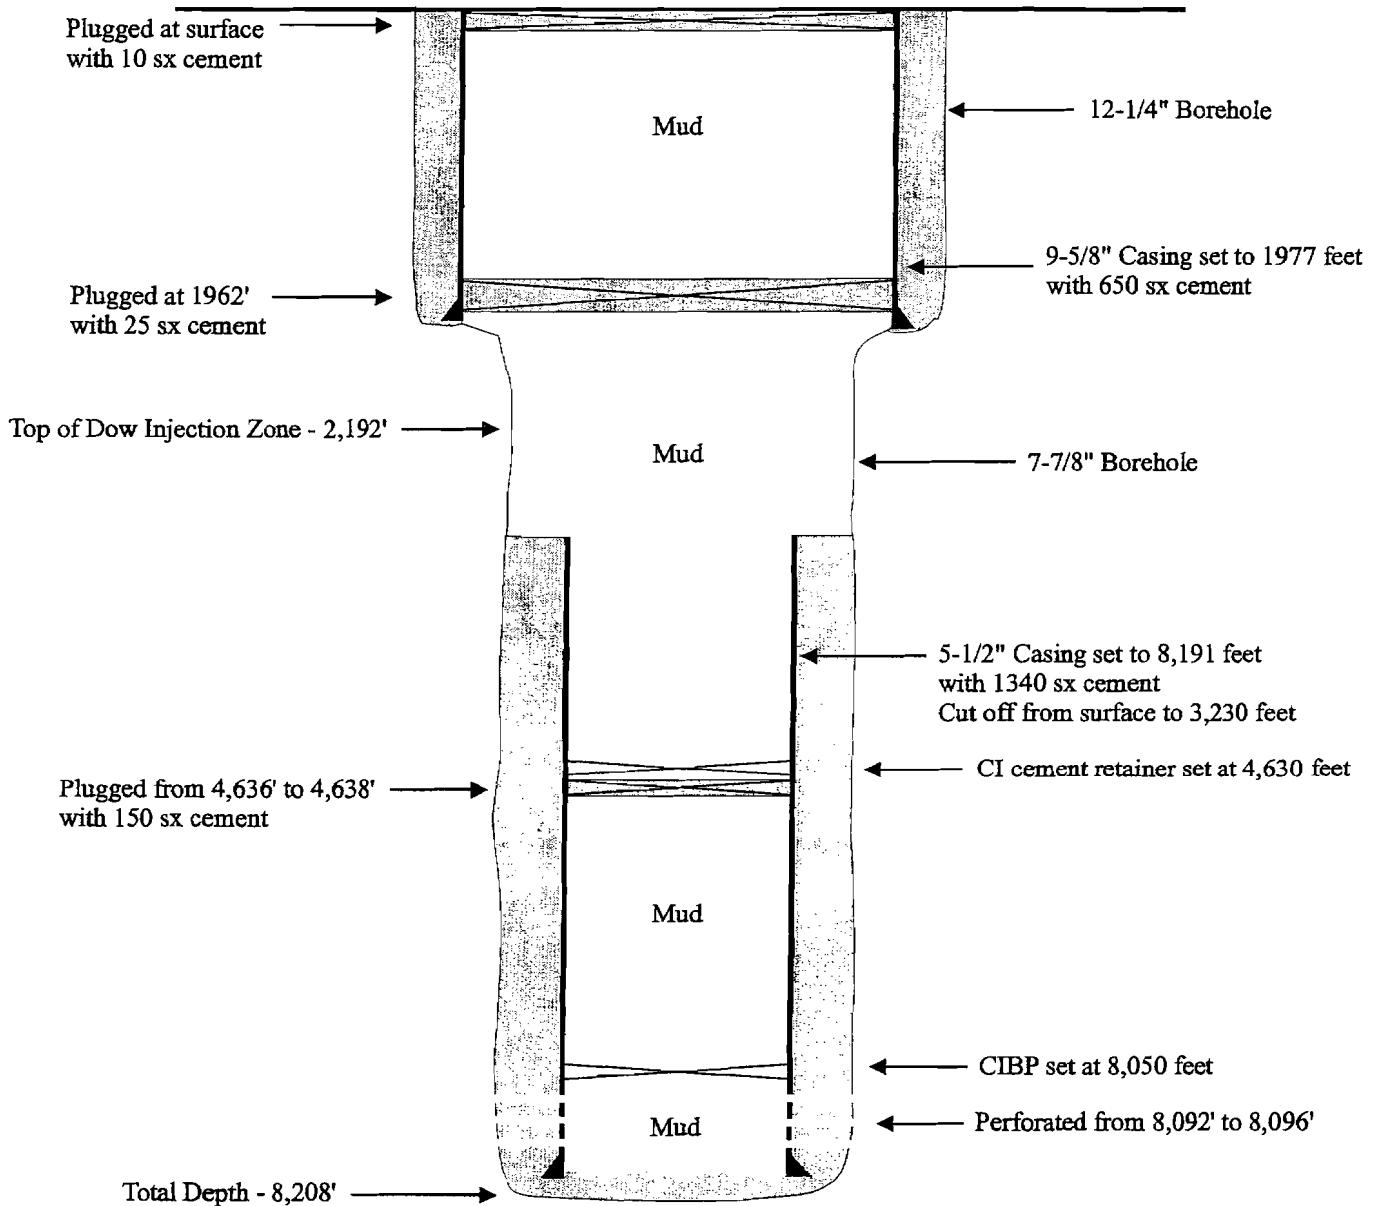 Plugged at surface
with 10 sx cement
Mud
12-1/4" Borehole
9-5/8" Casing set to 1977 feet
with 650 sx cement
Plugged at 1962'
with 25 sx cement
Top of Dow Injection Zone - 2,192'
Mud
7-7/8" Borehole
5-1/2" Casing set to 8,191 feet
with 1340 sx cement
Cut off from surface to 3,230 feet
CI cement retainer set at 4,630 feet
Plugged from 4,636' to 4,638'
with 150 sx cement
Mud
CIBP set at 8,050 feet
Perforated from 8,092' to 8,096'
Mud
Total Depth - 8,208'